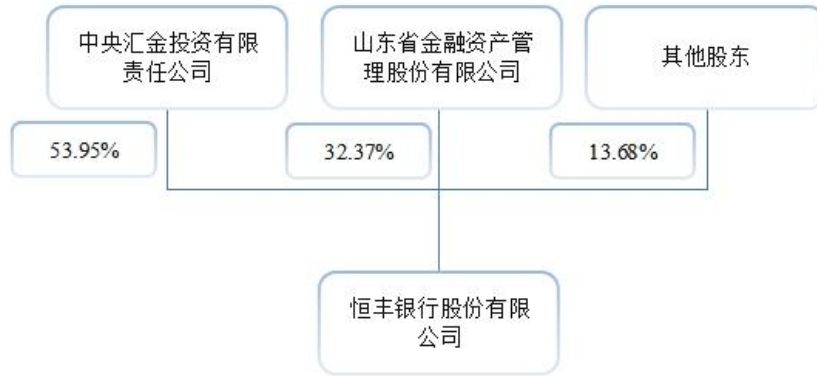 中央汇金投资有限
责任公司
山东省金融资产管
理股份有限公司
其他股东
53.95%
32.37%
13.68%
恒丰银行股份有限
公司